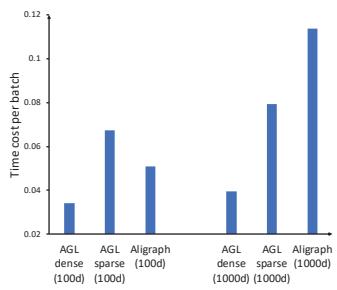 0.12
0.1
0.08
0.06
0.04
0.02
Time cost per batch
AGL dense (100d)
AGL sparse (100d)
Aligraph (100d)
AGL dense (1000d)
AGL sparse (1000d)
Aligraph (1000d)